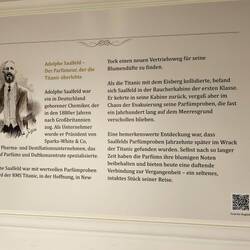 Adolphe Saalfeld –
Der Parfümeur, der die
Titanic überlebte
Adolphe Saalfeld war
ein in Deutschland
geborener Chemiker, der
in den 1880er Jahren
nach Großbritannien
zog. Als Unternehmer
wurde er Präsident von
Sparks-White & Co.
Pharma- und Destillationsunternehmen, das
Parfüms und Duftkonzentrate spezialisierte.
Saalfeld war mit wertvollen Parfümproben
der RMS Titanic, in der Hoffnung, in New
York einen neuen Vertriebsweg für seine
Blumendüfte zu finden.
Als die Titanic mit dem Eisberg kollidierte, befand
sich Saalfeld in der Raucherkabine der ersten Klasse.
Er kehrte in seine Kabine zurück, vergaß aber im
Chaos der Evakuierung seine Parfümproben, die fast
ein Jahrhundert lang auf dem Meeresgrund
verschollen blieben.
Eine bemerkenswerte Entdeckung war, dass
Saalfelds Parfümproben Jahrzehnte später im Wrack
der Titanic gefunden wurden. Selbst nach so langer
Zeit haben die Parfüms ihre blumigen Noten
beibehalten und bieten heute eine duftende
Verbindung zur Vergangenheit – ein seltenes,
intaktes Stück seiner Reise.